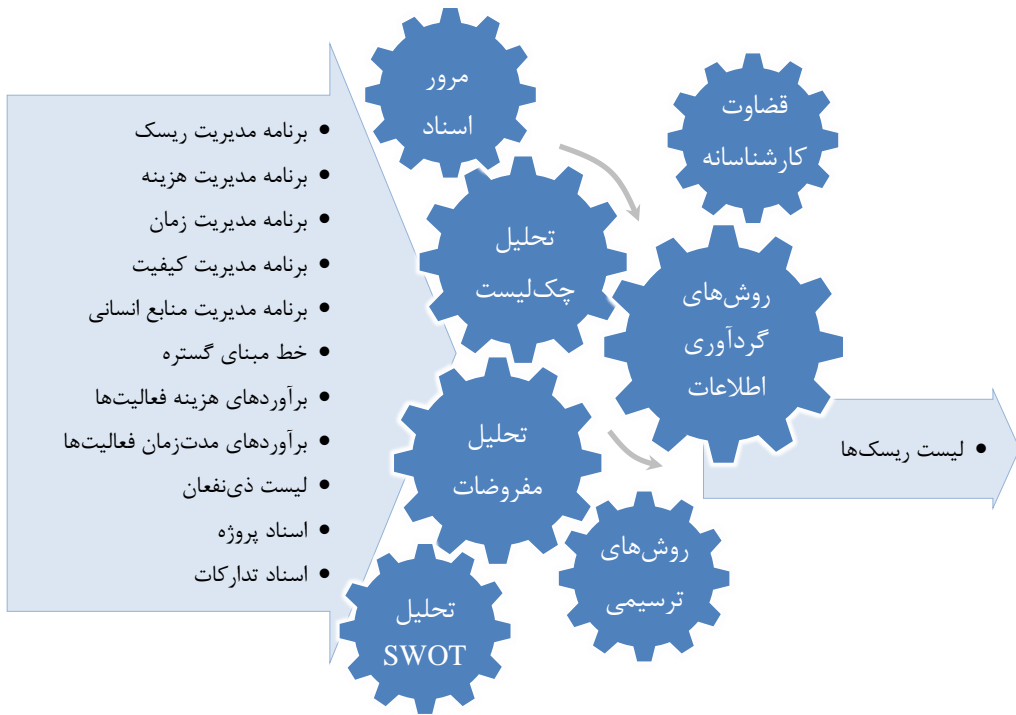 • برنامه مدیریت ریسک
• برنامه مدیریت هزینه
• برنامه مدیریت زمان
• برنامه مدیریت کیفیت
• برنامه مدیریت منابع انسانی
• خط مبنای گستره
• برآوردهای هزینه فعالیت‌ها
• برآوردهای مدت‌زمان فعالیت‌ها
• لیست ذی‌نفعان
• اسناد پروژه
• اسناد تدارکات
مرور
اسناد
تحلیل
چک‌لیست
تحلیل
مفروضات
تحلیل
SWOT
قضاوت
کارشناسانه
روش‌های
گردآوری
اطلاعات
روش‌های
ترسیمی
• لیست ریسک‌ها